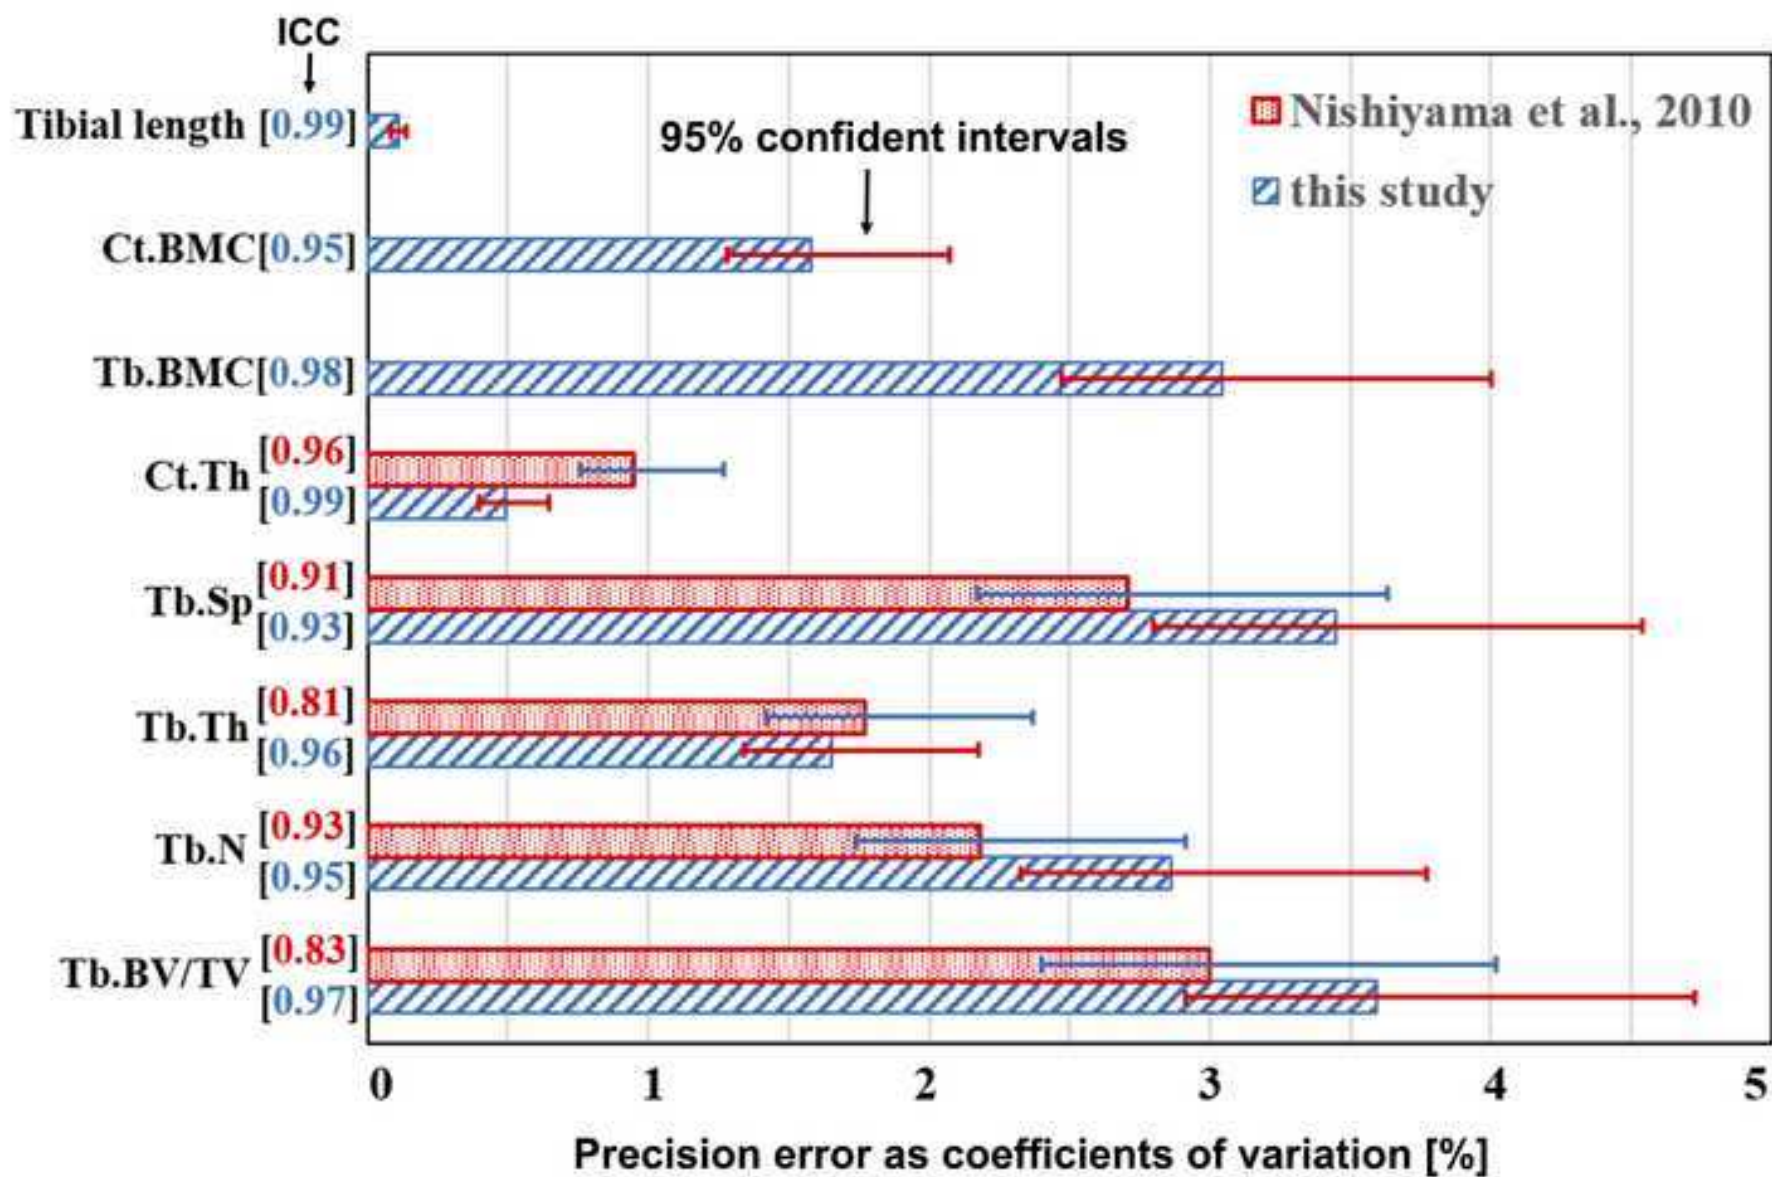 ICC
Tibial length [0.99]
95% confident intervals
Nishiyama et al., 2010
this study
Ct.BMC[0.95]
Tb.BMC[0.98]
Ct.Th [0.96]
[0.99]
Tb.Sp [0.91]
[0.93]
Tb.Th [0.81]
[0.96]
Tb.N [0.93]
[0.95]
Tb.BV/TV [0.83]
[0.97]
0 1 2 3 4 5
Precision error as coefficients of variation [%]